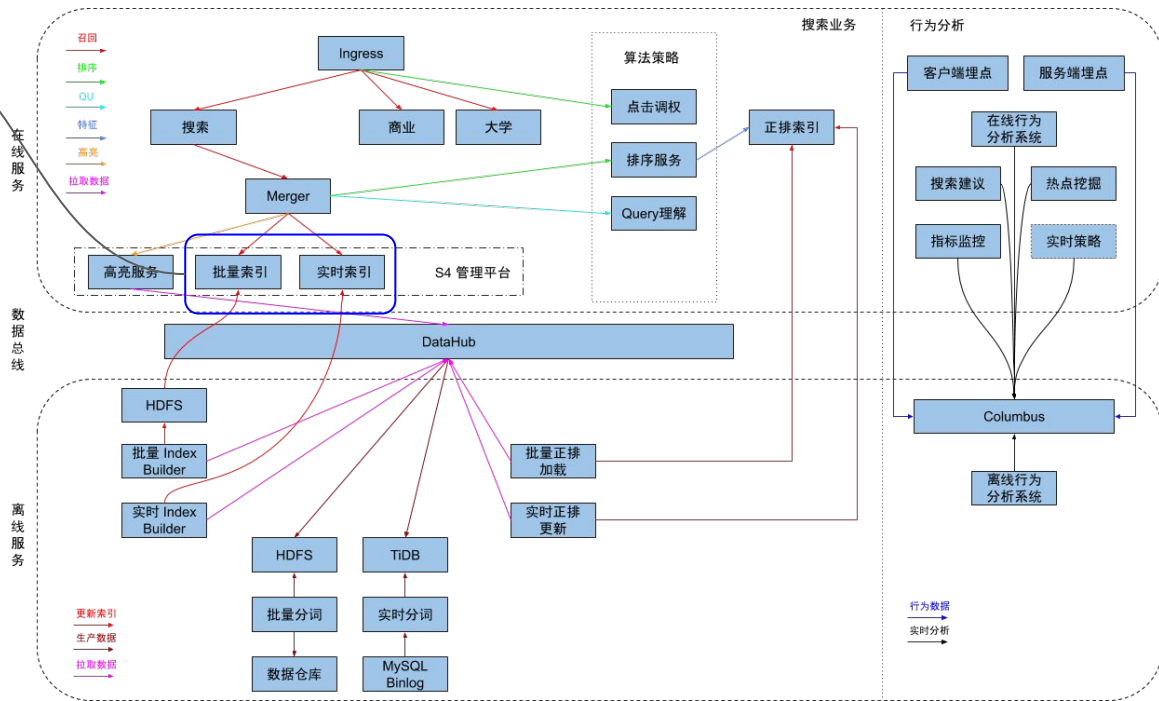 搜索业务
行为分析
召回
排序
QU
特征
高亮
拉取数据
在线服务
Ingress
搜索
商业
大学
Merger
高亮服务
批量索引
实时索引
S4 管理平台
算法策略
点击调权
排序服务
Query理解
正排索引
客户端埋点
服务端埋点
在线行为
分析系统
搜索建议
热点挖掘
指标监控
实时策略
数据总线
DataHub
HDFS
批量 Index
Builder
实时 Index
Builder
批量正排
加载
实时正排
更新
Columbus
离线行为
分析系统
离线服务
HDFS
TiDB
批量分词
实时分词
数据仓库
MySQL
Binlog
更新索引
生产数据
拉取数据
行为数据
实时分析